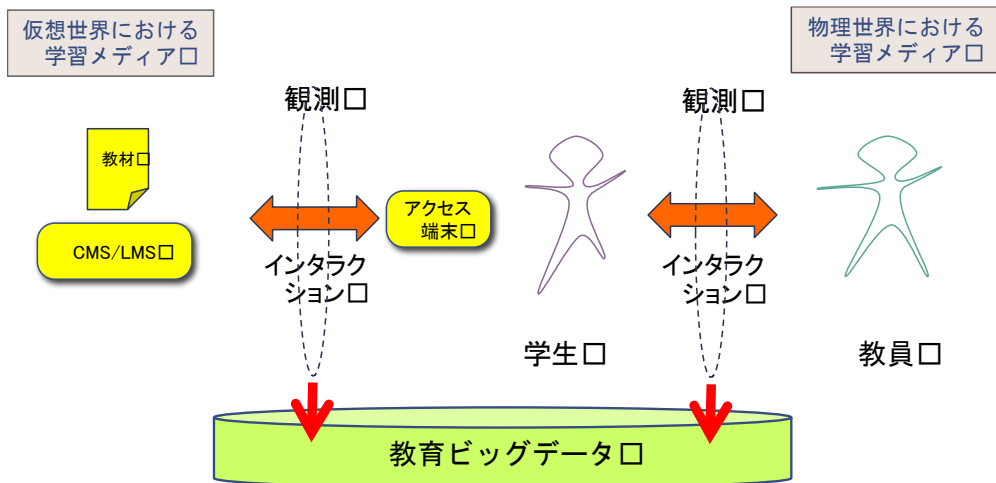 仮想世界における
学習メディア□
物理世界における
学習メディア□
観測□
観測□
教材□
アクセス
端末□
CMS/LMS□
インタラク
ション□
インタラク
ション□
学生□
教員□
教育ビッグデータ□